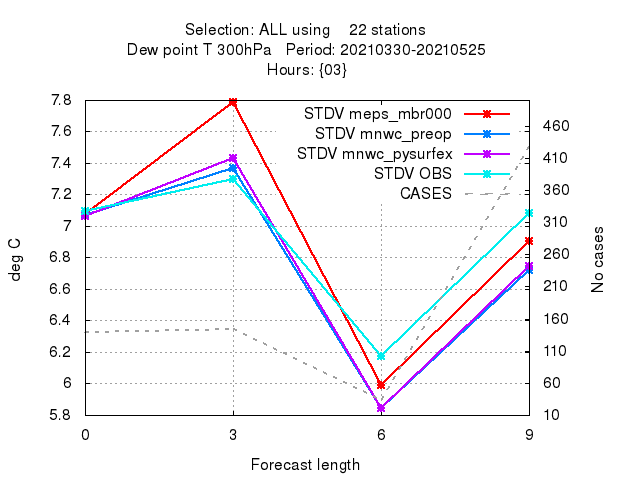 Selection: ALL using    22 stations
Dew point T 300hPa   Period: 20210330-20210525
Hours: {03}
STDV meps_mbr000
STDV mnwc_preop
STDV mnwc_pysurfex
STDV OBS
CASES
deg C
7.8
7.6
7.4
7.2
7
6.8
6.6
6.4
6.2
6
5.8
460
410
360
310
260
210
160
110
60
10
No cases
0 3 6 9
Forecast length